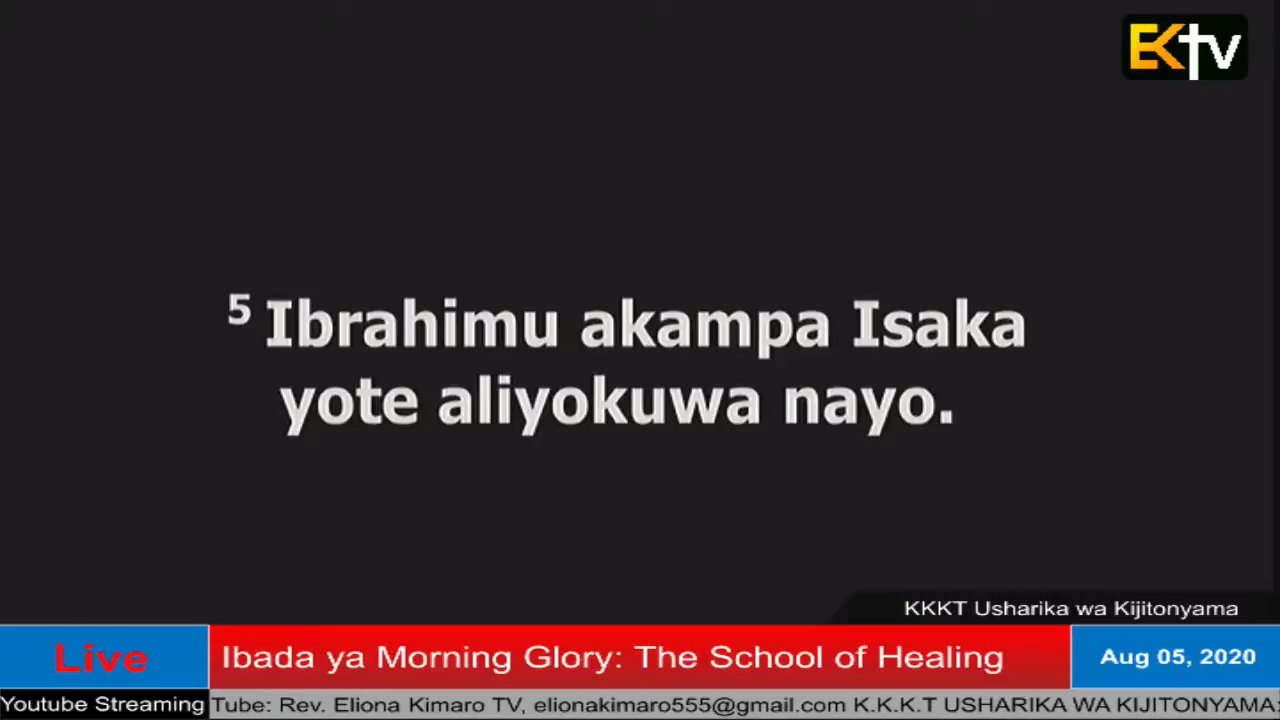 EKTV
5 Ibrahimu akampa Isaka
yote aliyokuwa nayo.
KKKT Usharika wa Kijitonyama
Live
Ibada ya Morning Glory: The School of Healing
Aug 05, 2020
Youtube Streaming
Tube: Rev. Eliona Kimaro TV, elionakimaro555@gmail.com K.K.K.T USHARIKA WA KIJITONYAMA: